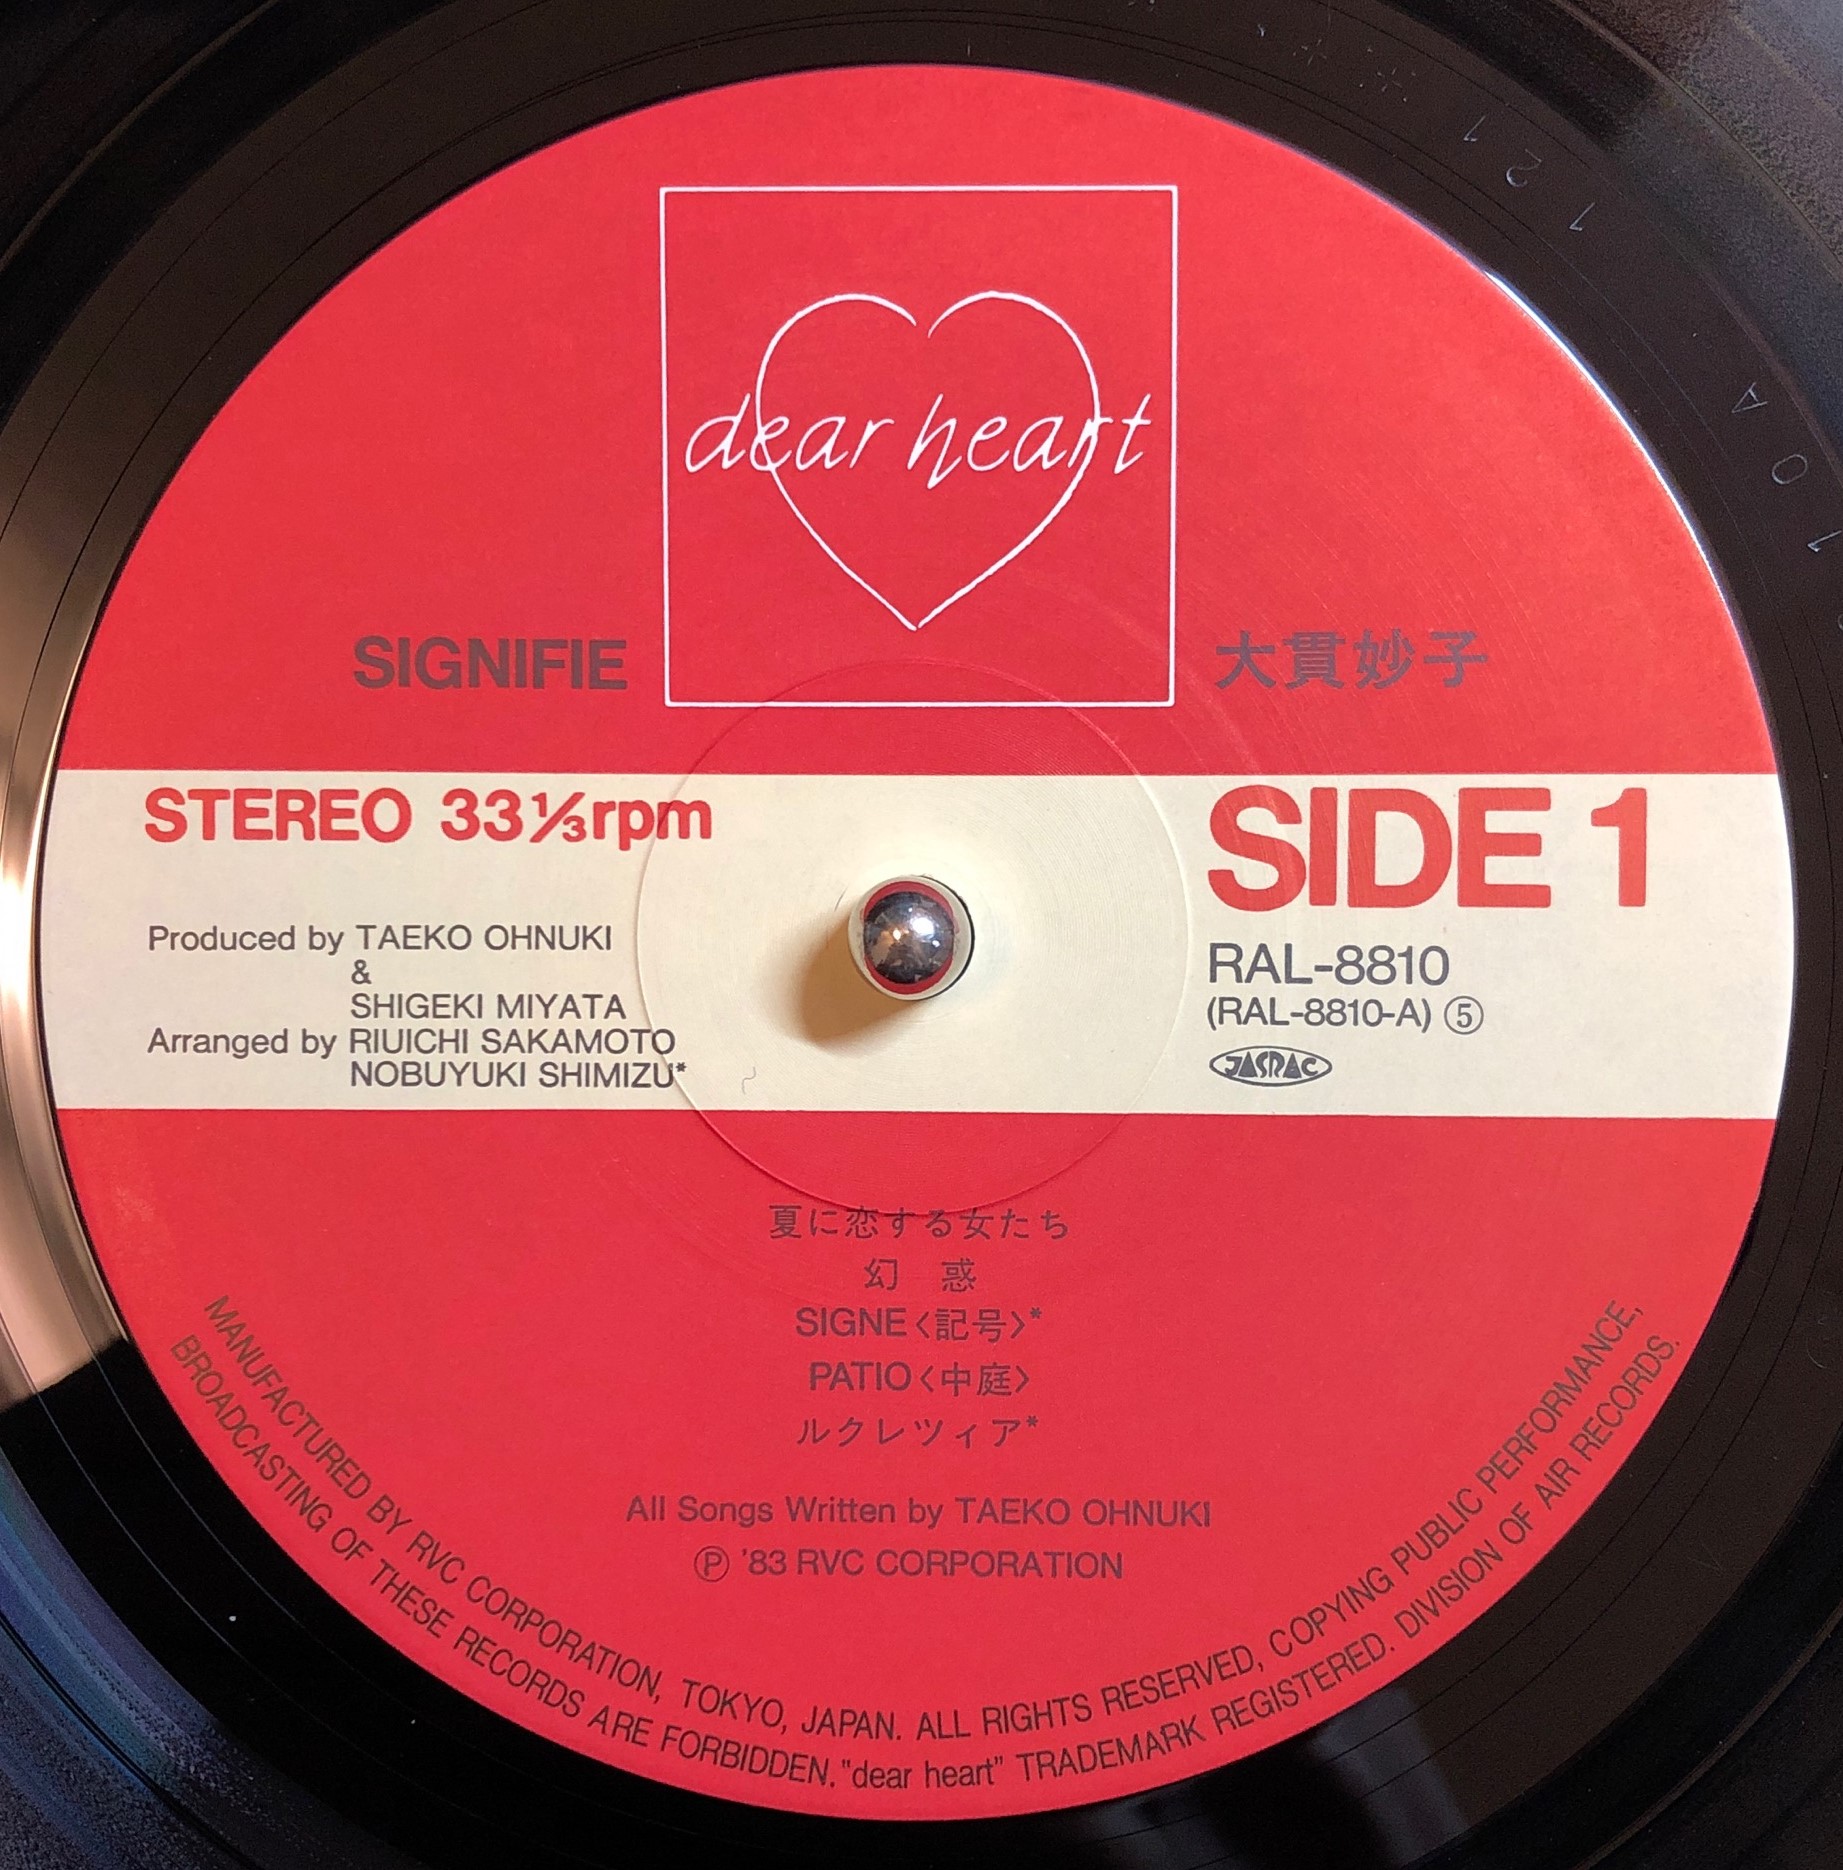 dear heart
SIGNIFIE
大貫妙子
STEREO 33⅓rpm
SIDE 1
Produced by TAEKO OHNUKI
&
SHIGEKI MIYATA
Arranged by RIUICHI SAKAMOTO
NOBUYUKI SHIMIZU*
RAL-8810
(RAL-8810-A) ⑤
JASRAC
夏に恋する女たち
幻 惑
SIGNE〈記号〉*
PATIO〈中庭〉
ルクレツィア*
All Songs Written by TAEKO OHNUKI
Ⓟ '83 RVC CORPORATION
MANUFACTURED BY RVC CORPORATION, TOKYO, JAPAN. ALL RIGHTS RESERVED, COPYING PUBLIC PERFORMANCE,
BROADCASTING OF THESE RECORDS ARE FORBIDDEN. "dear heart" TRADEMARK REGISTERED. DIVISION OF AIR RECORDS.
1 2 1